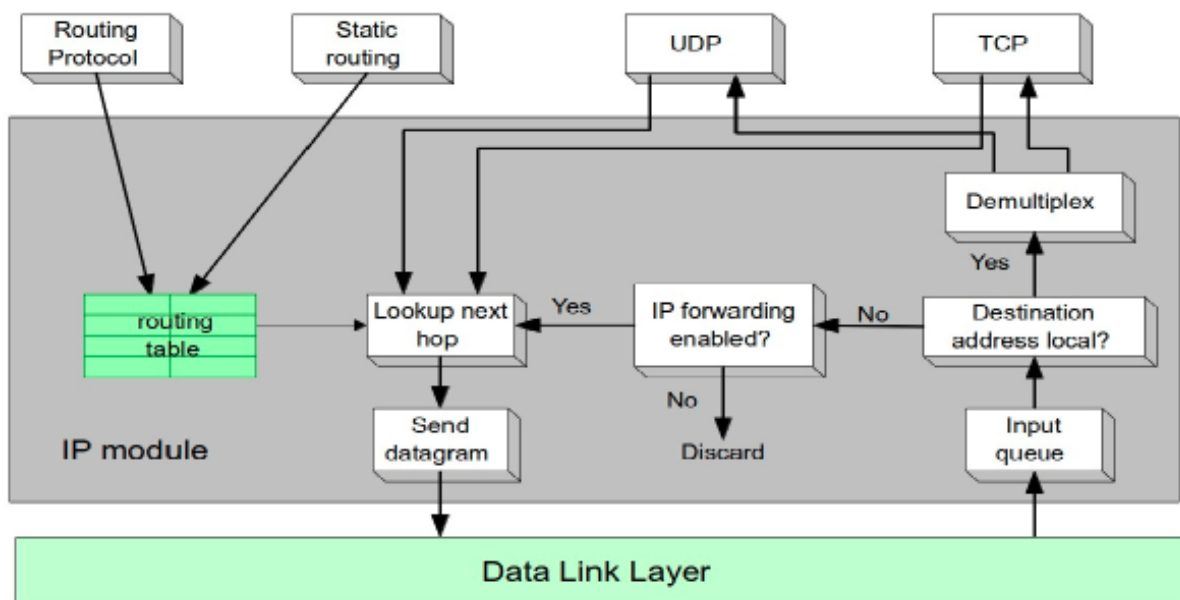 Routing
Protocol
Static
routing
UDP
TCP
Demultiplex
Yes
routing
table
Lookup next
hop
Yes
IP forwarding
enabled?
No
Destination
address local?
No
IP module
Send
datagram
Discard
Input
queue
Data Link Layer